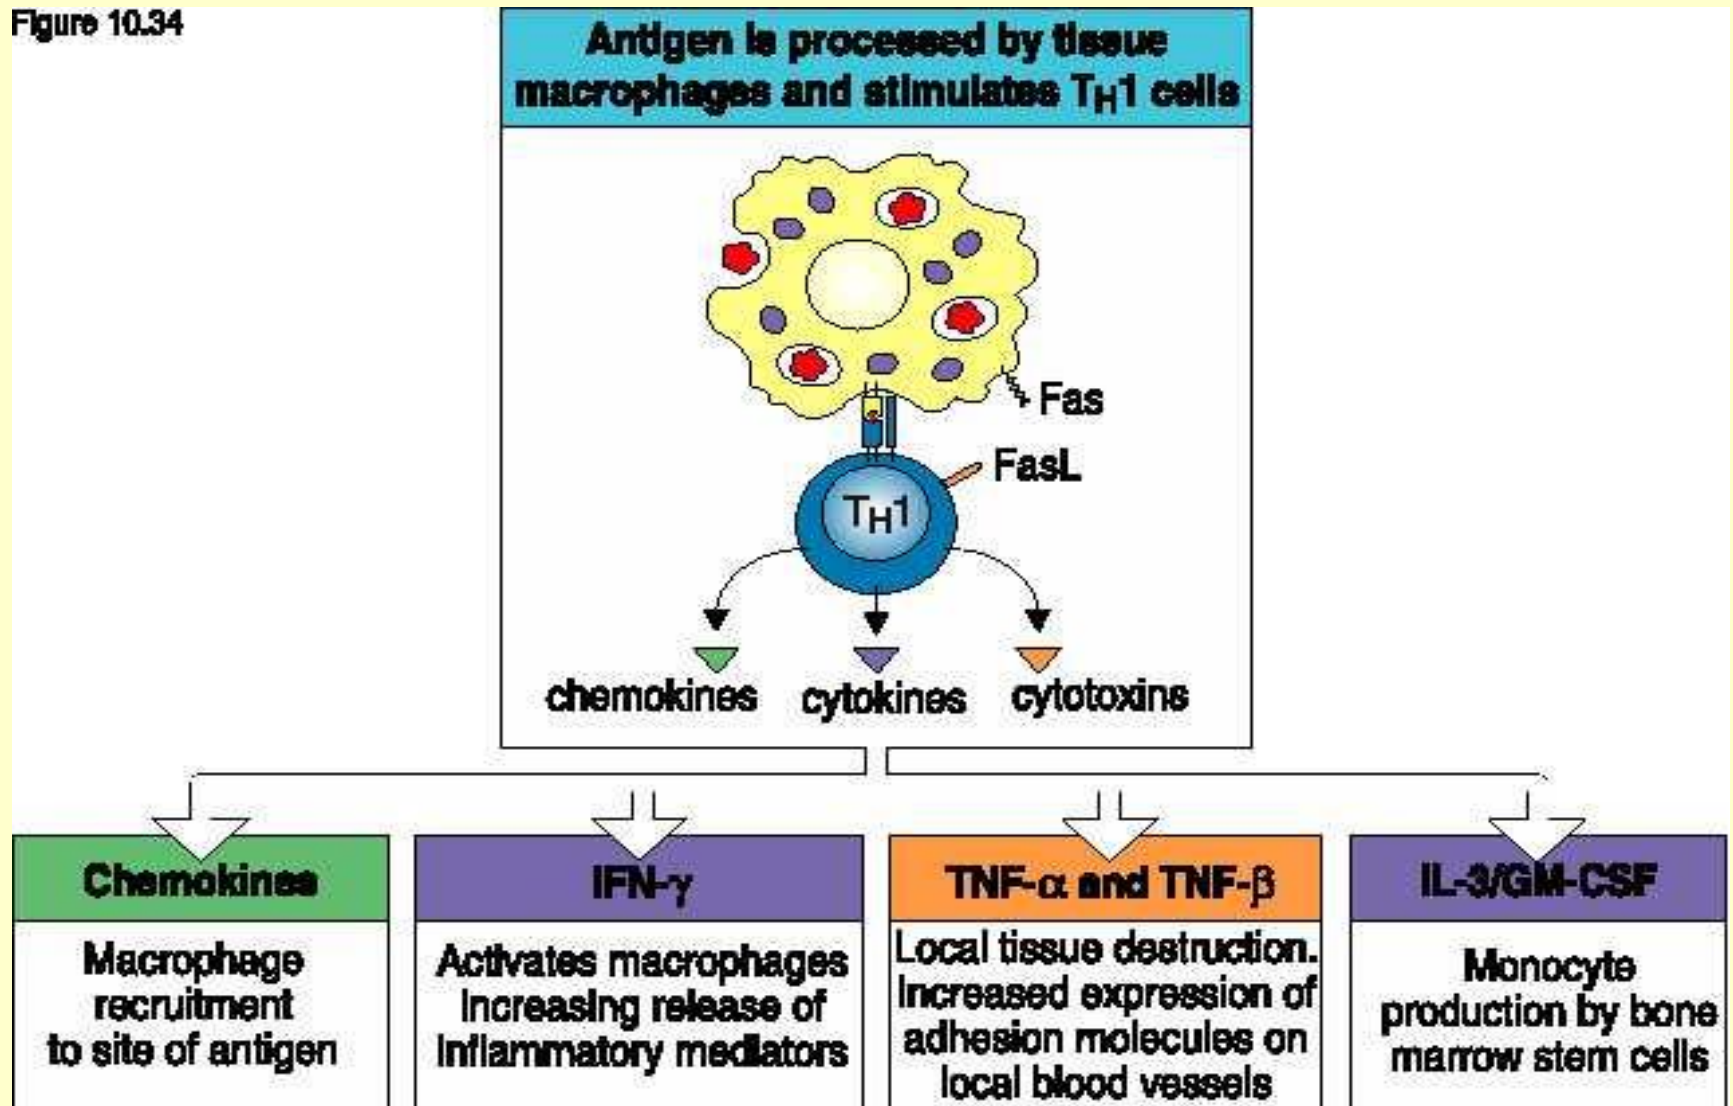 Figure 10.34
Antigen is processed by tissue
macrophages and stimulates TH1 cells
Fas
FasL
TH1
chemokines cytokines cytotoxins
Chemokines
Macrophage
recruitment
to site of antigen
IFN-γ
Activates macrophages
increasing release of
inflammatory mediators
TNF-α and TNF-β
Local tissue destruction.
Increased expression of
adhesion molecules on
local blood vessels
IL-3/GM-CSF
Monocyte
production by bone
marrow stem cells